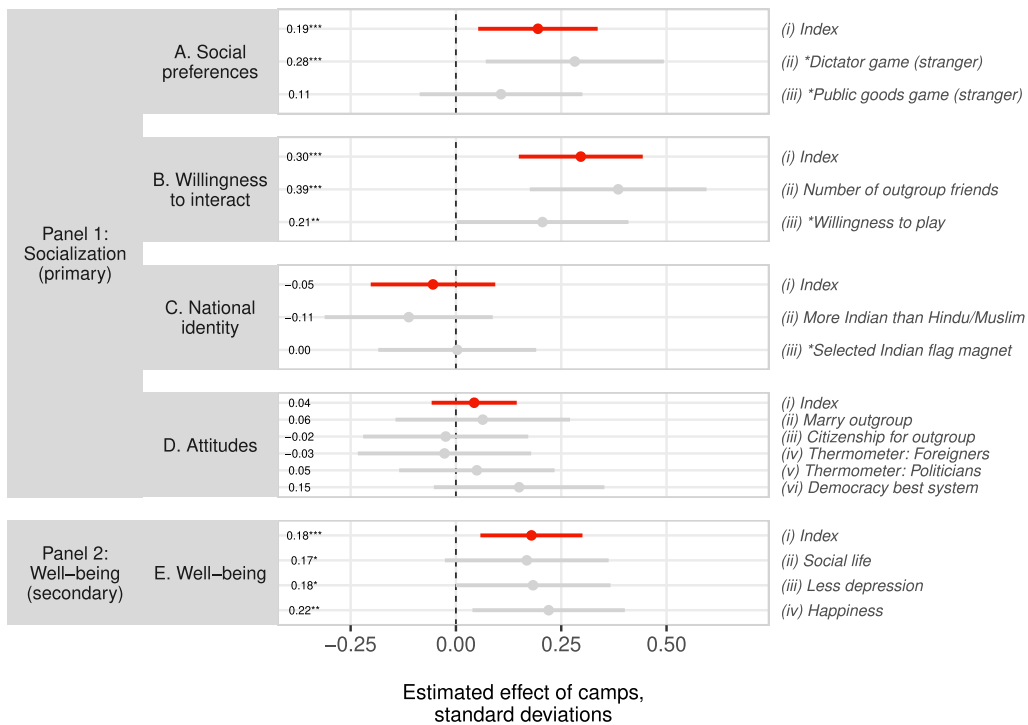 Panel 1:
Socialization
(primary)
A. Social
preferences
0.19*** (i) Index
0.28*** (ii) *Dictator game (stranger)
0.11 (iii) *Public goods game (stranger)
B. Willingness
to interact
0.30*** (i) Index
0.39*** (ii) Number of outgroup friends
0.21** (iii) *Willingness to play
C. National
identity
−0.05 (i) Index
−0.11 (ii) More Indian than Hindu/Muslim
0.00 (iii) *Selected Indian flag magnet
D. Attitudes
0.04 (i) Index
0.06 (ii) Marry outgroup
−0.02 (iii) Citizenship for outgroup
−0.03 (iv) Thermometer: Foreigners
0.05 (v) Thermometer: Politicians
0.15 (vi) Democracy best system
Panel 2:
Well−being
(secondary)
E. Well−being
0.18*** (i) Index
0.17* (ii) Social life
0.18* (iii) Less depression
0.22** (iv) Happiness
−0.25 0.00 0.25 0.50
Estimated effect of camps,
standard deviations